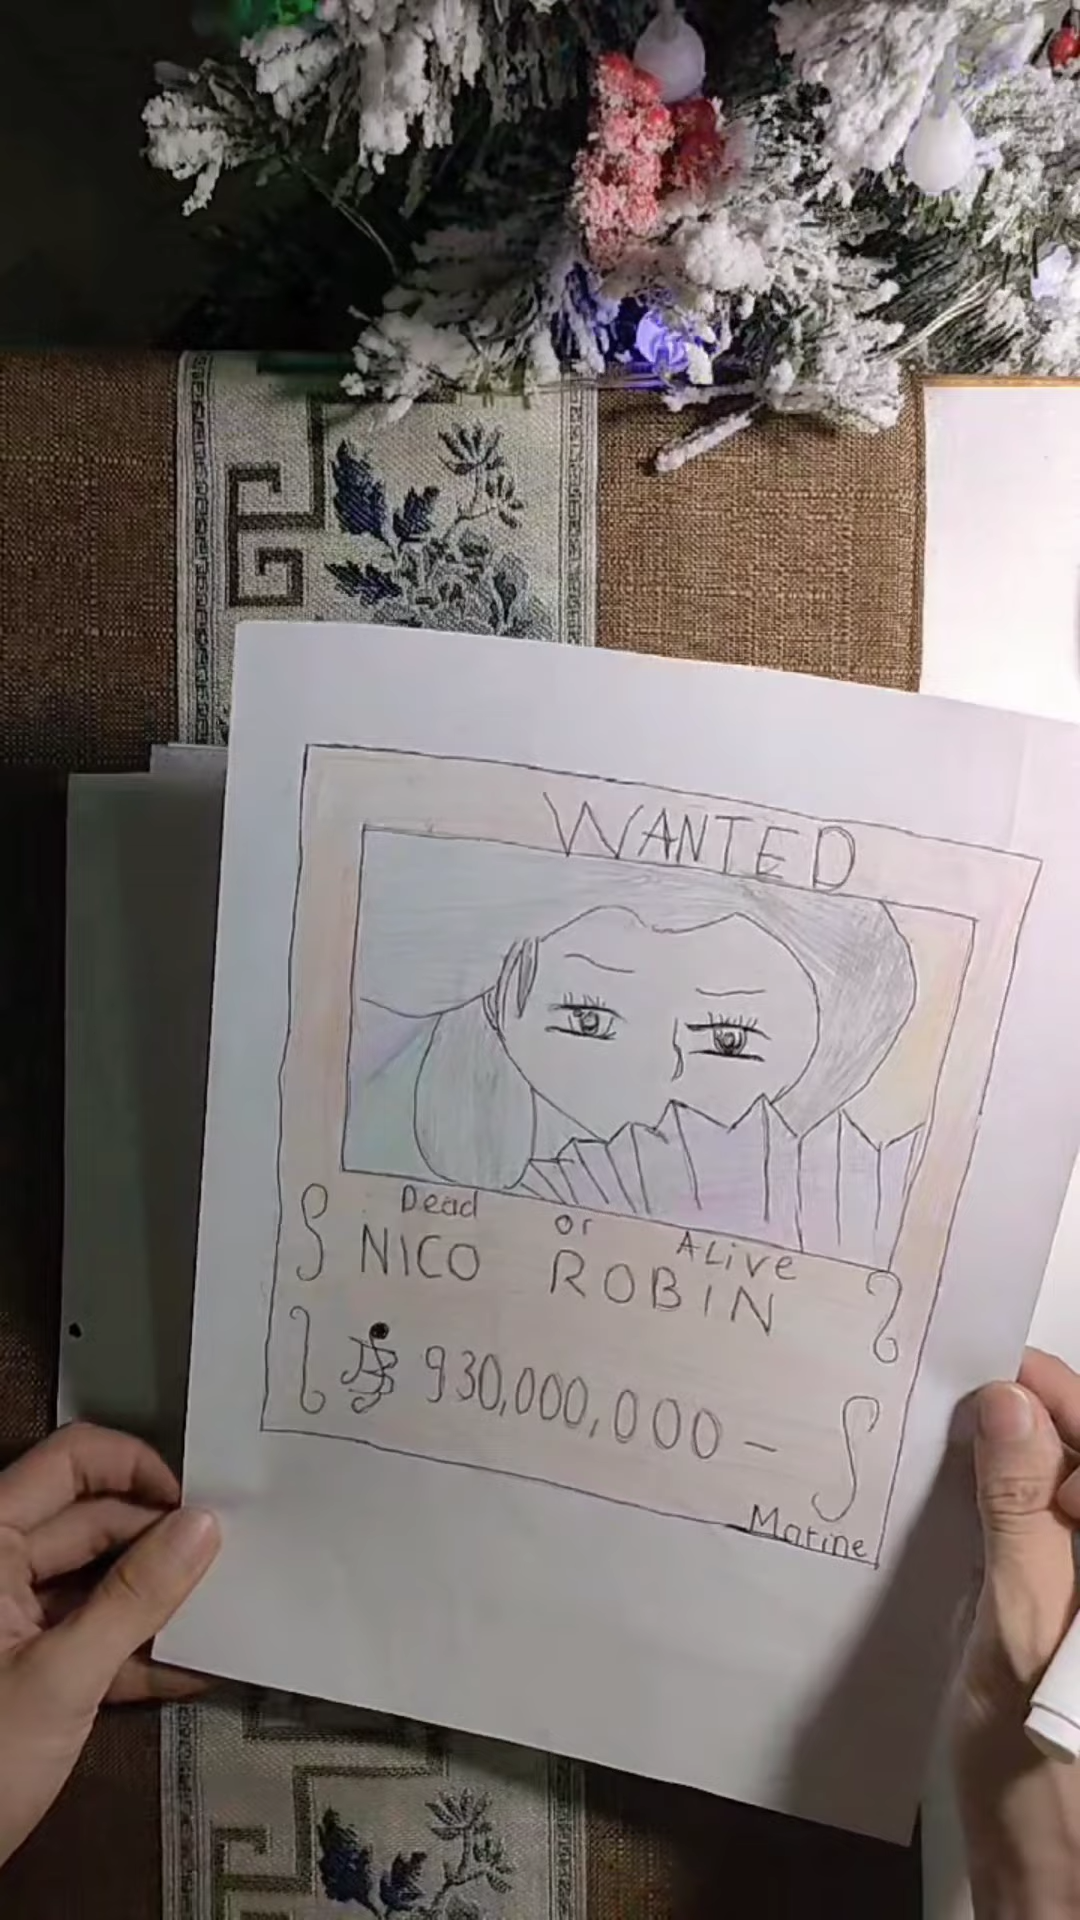 WANTED
Dead or ALive
NICO ROBiN
฿ 930,000,000 –
Marine